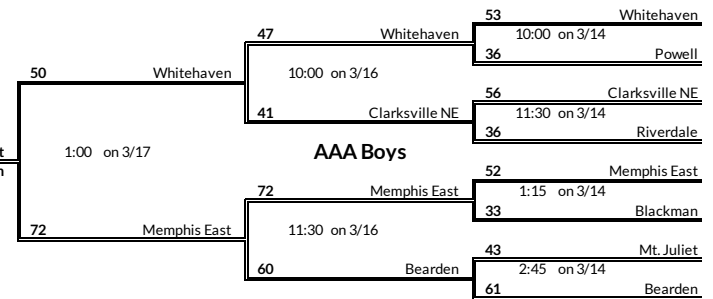 53 Whitehaven
47 Whitehaven 10:00 on 3/14
36 Powell
50 Whitehaven 10:00 on 3/16
56 Clarksville NE
41 Clarksville NE 11:30 on 3/14
36 Riverdale
t 1:00 on 3/17 AAA Boys
n
52 Memphis East
72 Memphis East 1:15 on 3/14
33 Blackman
72 Memphis East 11:30 on 3/16
43 Mt. Juliet
60 Bearden 2:45 on 3/14
61 Bearden